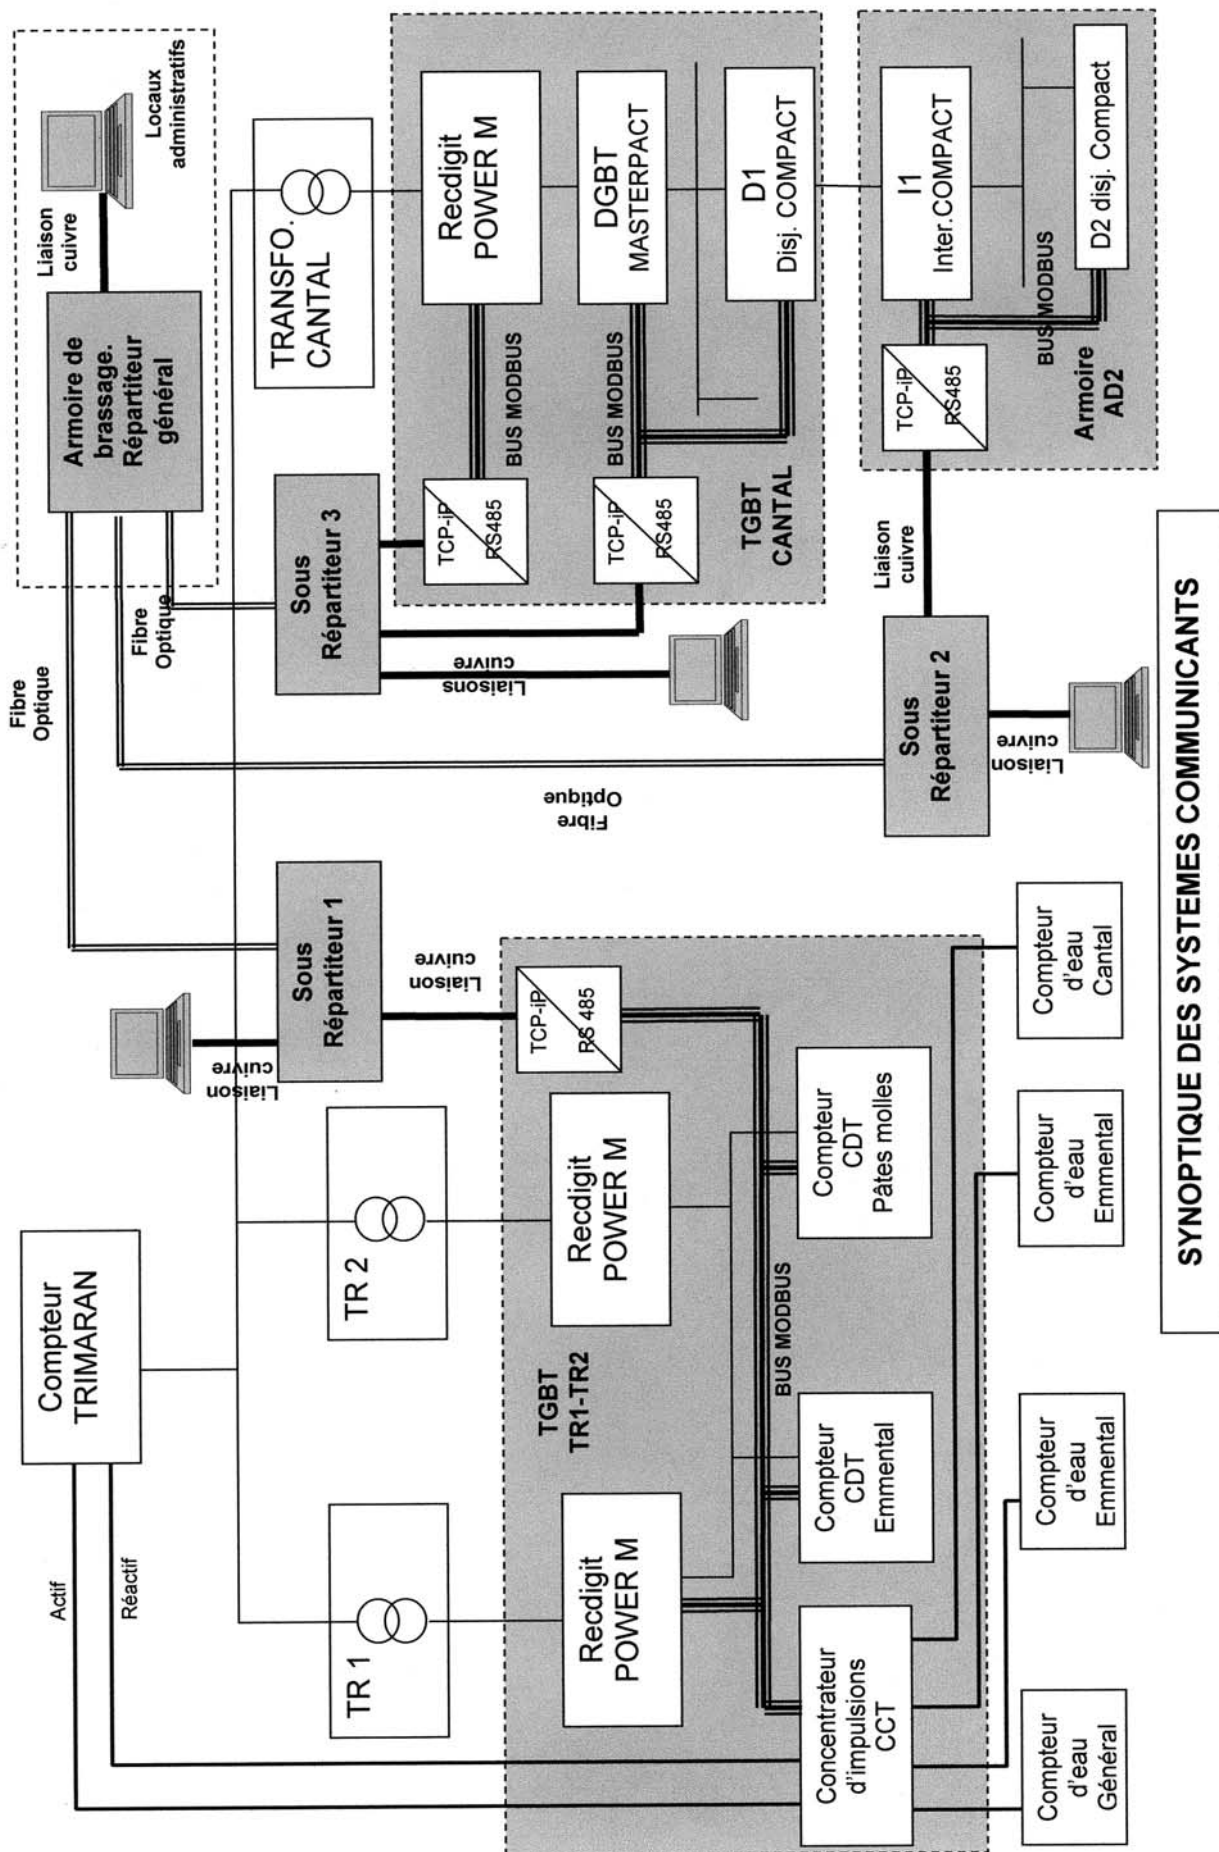 Compteur
TRIMARAN
Actif
Réactif
TR 1
TR 2
TRANSFO.
CANTAL
Armoire de
brassage.
Répartiteur
général
Liaison
cuivre
Locaux
administratifs
Fibre
Optique
Fibre
Optique
Fibre
Optique
Liaison
cuivre
Sous
Répartiteur 1
Liaison
cuivre
Sous
Répartiteur 3
Liaisons
cuivre
TGBT
TR1-TR2
Recdigit
POWER M
Recdigit
POWER M
TCP-iP
RS 485
BUS MODBUS
Concentrateur
d'impulsions
CCT
Compteur
CDT
Emmental
Compteur
CDT
Pâtes molles
Compteur
d'eau
Général
Compteur
d'eau
Emmental
Compteur
d'eau
Emmental
Compteur
d'eau
Cantal
TCP-iP
RS485
BUS MODBUS
Recdigit
POWER M
TCP-iP
RS485
BUS MODBUS
DGBT
MASTERPACT
TGBT
CANTAL
D1
Disj. COMPACT
Sous
Répartiteur 2
Liaison
cuivre
Liaison
cuivre
TCP-iP
RS485
I1
Inter.COMPACT
BUS MODBUS
Armoire
AD2
D2 disj. Compact
SYNOPTIQUE DES SYSTEMES COMMUNICANTS